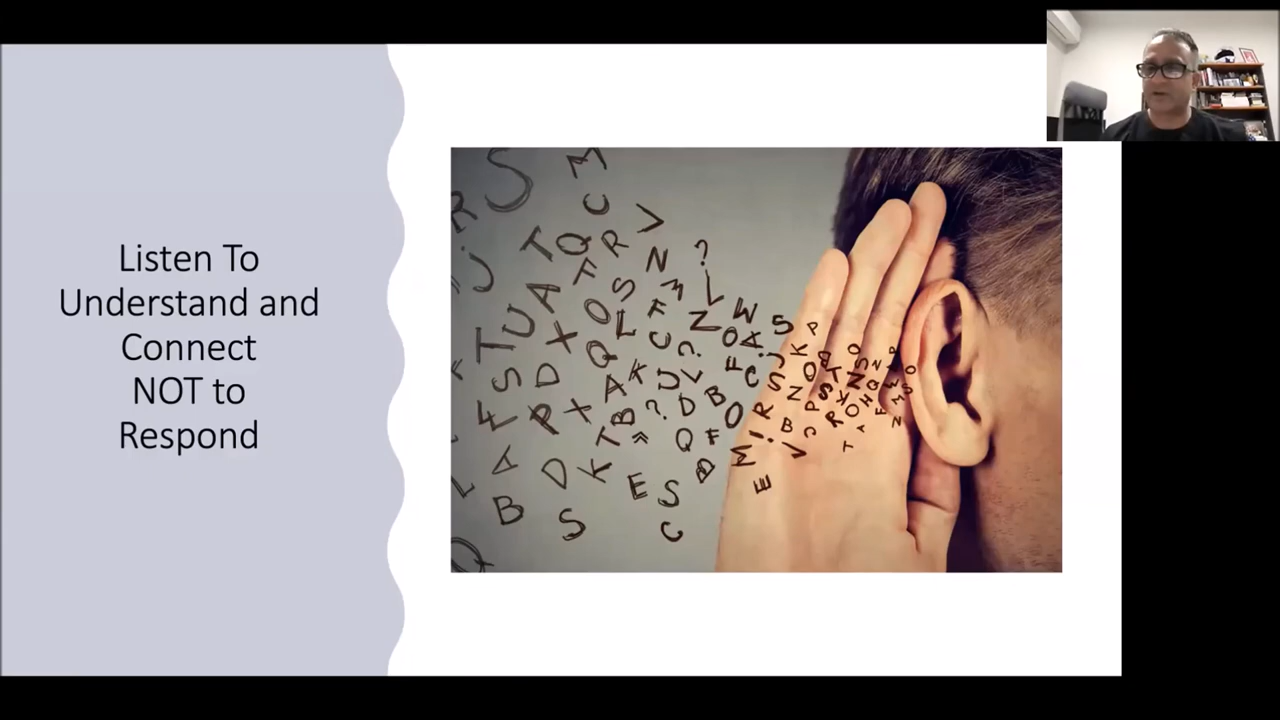 Listen To
Understand and
Connect
NOT to
Respond